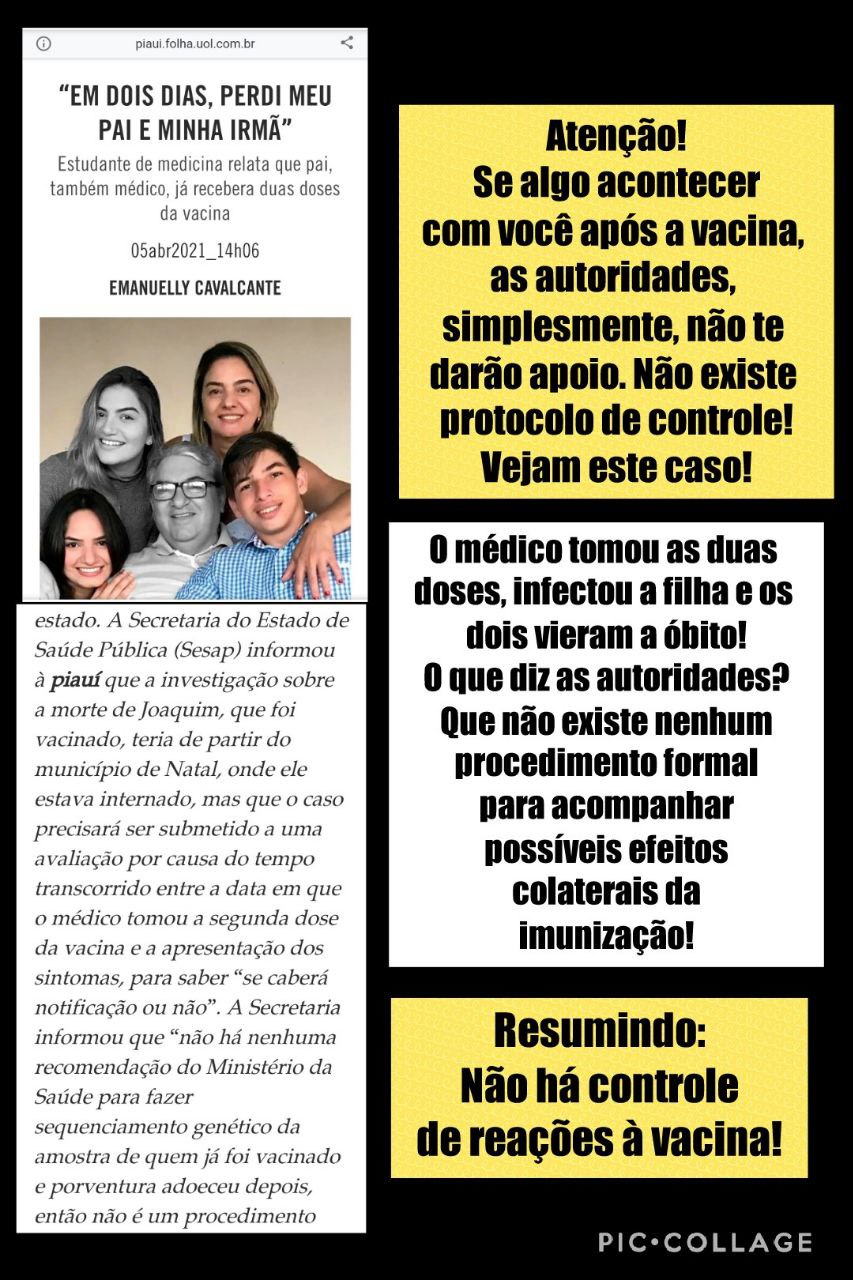 piaui.folha.uol.com.br
“EM DOIS DIAS, PERDI MEU
PAI E MINHA IRMÃ”
Estudante de medicina relata que pai,
também médico, já recebera duas doses
da vacina
05abr2021_14h06
EMANUELLY CAVALCANTE
estado. A Secretaria do Estado de
Saúde Pública (Sesap) informou
à piauí que a investigação sobre
a morte de Joaquim, que foi
vacinado, teria de partir do
município de Natal, onde ele
estava internado, mas que o caso
precisará ser submetido a uma
avaliação por causa do tempo
transcorrido entre a data em que
o médico tomou a segunda dose
da vacina e a apresentação dos
sintomas, para saber “se caberá
notificação ou não”. A Secretaria
informou que “não há nenhuma
recomendação do Ministério da
Saúde para fazer
sequenciamento genético da
amostra de quem já foi vacinado
e porventura adoeceu depois,
então não é um procedimento
Atenção!
Se algo acontecer
com você após a vacina,
as autoridades,
simplesmente, não te
darão apoio. Não existe
protocolo de controle!
Vejam este caso!
O médico tomou as duas
doses, infectou a filha e os
dois vieram a óbito!
O que diz as autoridades?
Que não existe nenhum
procedimento formal
para acompanhar
possíveis efeitos
colaterais da
imunização!
Resumindo:
Não há controle
de reações à vacina!
PIC•COLLAGE